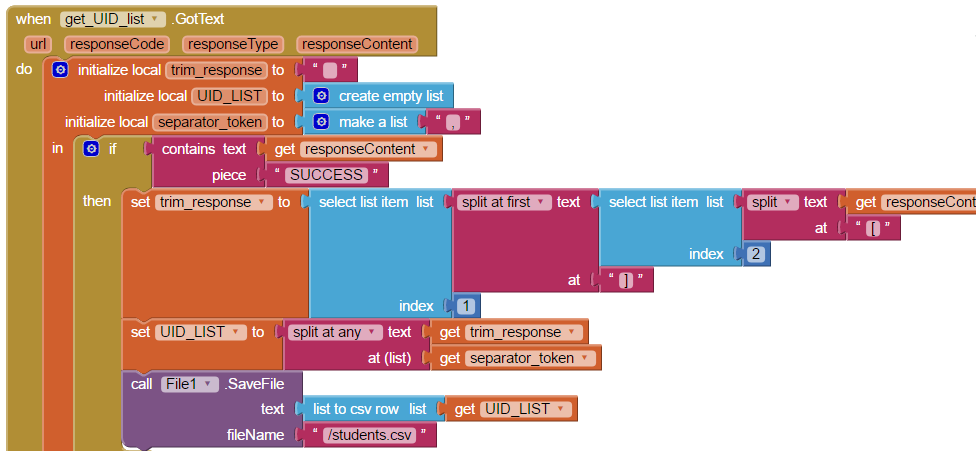 when get_UID_list .GotText
url responseCode responseType responseContent
do initialize local trim_response to " "
initialize local UID_LIST to create empty list
initialize local separator_token to make a list " , "
in if contains text get responseContent
piece " SUCCESS "
then set trim_response to select list item list split at first text select list item list split text get responseCont
at " [ "
index 2
at " ] "
index 1
set UID_LIST to split at any text get trim_response
at (list) get separator_token
call File1 .SaveFile
text list to csv row list get UID_LIST
fileName " /students.csv "